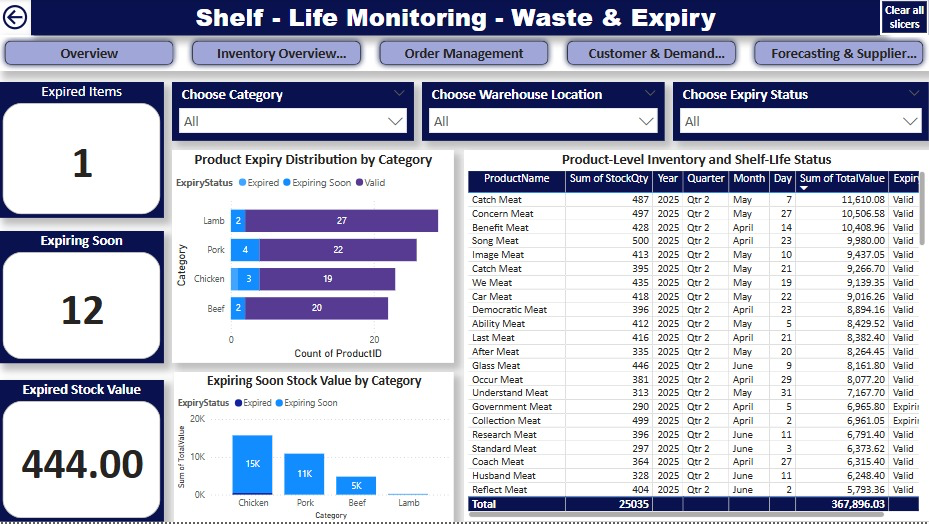 Shelf - Life Monitoring - Waste & Expiry
Clear all
slicers
Overview
Inventory Overview...
Order Management
Customer & Demand...
Forecasting & Supplier...
Expired Items
1
Expiring Soon
12
Expired Stock Value
444.00
Choose Category
All
Choose Warehouse Location
All
Choose Expiry Status
All
Product Expiry Distribution by Category
ExpiryStatus Expired Expiring Soon Valid
Category
Lamb 2 27
Pork 4 22
Chicken 3 19
Beef 2 20
0 20
Count of ProductID
Expiring Soon Stock Value by Category
ExpiryStatus Expired Expiring Soon
Sum of TotalValue
20K
0K
15K 11K 5K
Chicken Pork Beef Lamb
Category
Product-Level Inventory and Shelf-Life Status
ProductName Sum of StockQty Year Quarter Month Day Sum of TotalValue Expir
Catch Meat 487 2025 Qtr 2 May 7 11,610.08 Valid
Concern Meat 497 2025 Qtr 2 May 27 10,506.58 Valid
Benefit Meat 428 2025 Qtr 2 April 14 10,408.96 Valid
Song Meat 500 2025 Qtr 2 April 23 9,980.00 Valid
Image Meat 413 2025 Qtr 2 May 10 9,437.05 Valid
Catch Meat 395 2025 Qtr 2 May 21 9,266.70 Valid
We Meat 435 2025 Qtr 2 May 19 9,139.35 Valid
Car Meat 418 2025 Qtr 2 May 22 9,016.26 Valid
Democratic Meat 396 2025 Qtr 2 April 23 8,894.16 Valid
Ability Meat 412 2025 Qtr 2 May 5 8,429.52 Valid
Last Meat 416 2025 Qtr 2 April 21 8,382.40 Valid
After Meat 335 2025 Qtr 2 May 20 8,264.45 Valid
Glass Meat 446 2025 Qtr 2 June 9 8,161.80 Valid
Occur Meat 381 2025 Qtr 2 April 29 8,077.20 Valid
Understand Meat 313 2025 Qtr 2 May 31 7,167.70 Valid
Government Meat 290 2025 Qtr 2 April 5 6,965.80 Expirin
Collection Meat 499 2025 Qtr 2 April 2 6,961.05 Expirin
Research Meat 396 2025 Qtr 2 June 11 6,791.40 Valid
Standard Meat 297 2025 Qtr 2 June 3 6,373.62 Valid
Coach Meat 364 2025 Qtr 2 April 27 6,315.40 Valid
Husband Meat 328 2025 Qtr 2 June 11 6,248.40 Valid
Reflect Meat 404 2025 Qtr 2 June 2 5,793.36 Valid
Total 25035 367,896.03